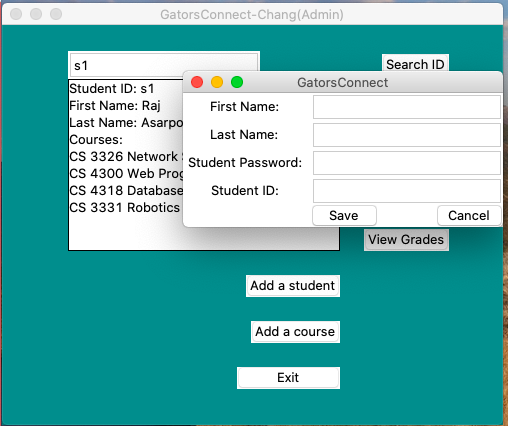 GatorsConnect-Chang(Admin)
s1
Search ID
Student ID: s1
First Name: Raj
Last Name: Asarpo
Courses:
CS 3326 Network
CS 4300 Web Prog
CS 4318 Database
CS 3331 Robotics
GatorsConnect
First Name:
Last Name:
Student Password:
Student ID:
Save Cancel
View Grades
Add a student
Add a course
Exit